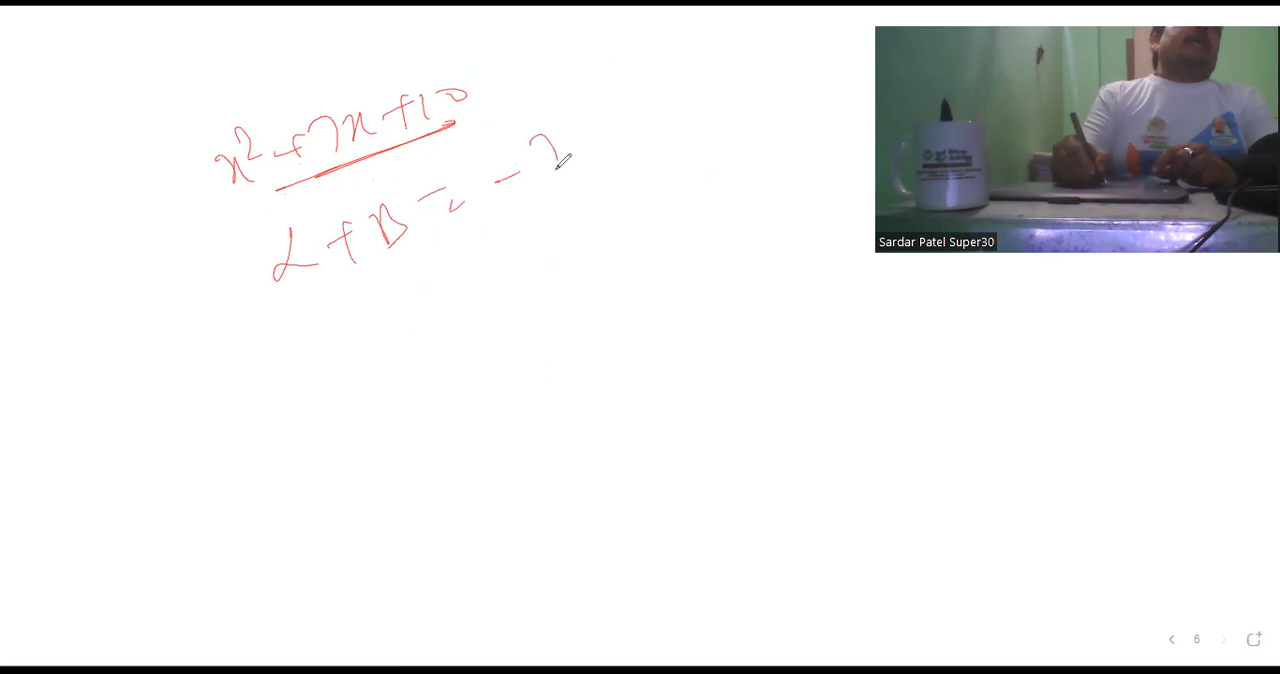 x² + 7x + 10
α + β = - 7
Sardar Patel Super30
6